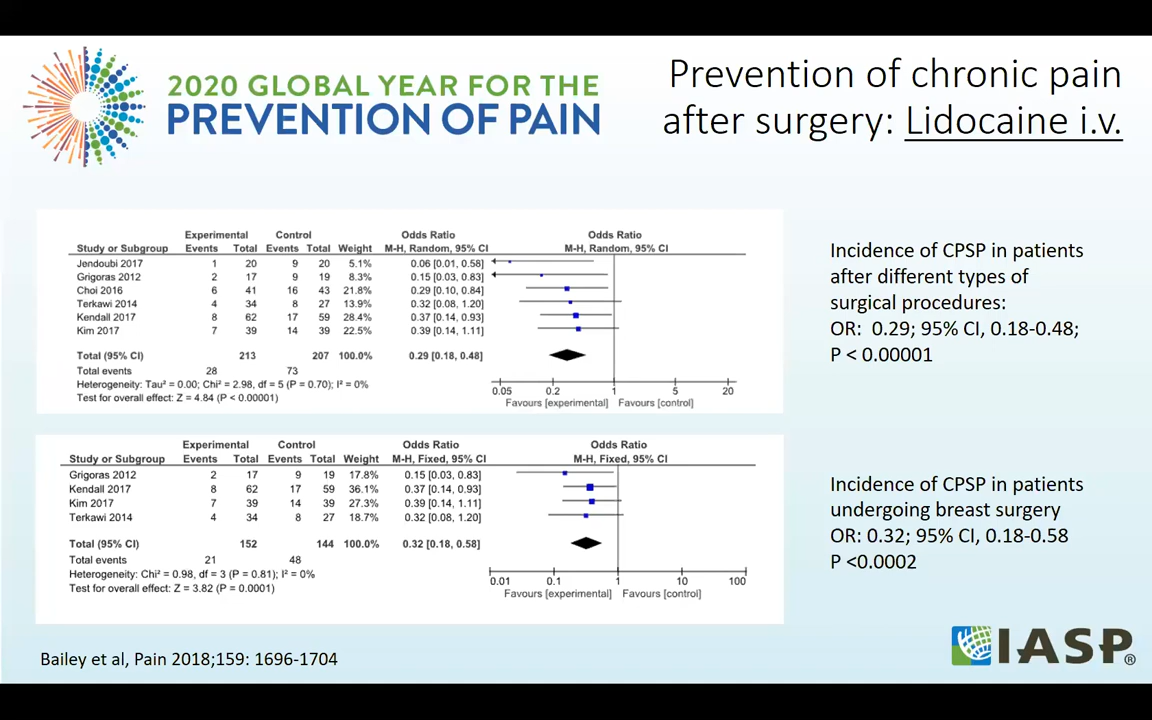 2020 GLOBAL YEAR FOR THE
PREVENTION OF PAIN
Prevention of chronic pain
after surgery: Lidocaine i.v.
Experimental Control Odds Ratio Odds Ratio
Study or Subgroup Events Total Events Total Weight M-H, Random, 95% CI M-H, Random, 95% CI
Jendoubi 2017 1 20 9 20 5.1% 0.06 [0.01, 0.58]
Grigoras 2012 2 17 9 19 8.3% 0.15 [0.03, 0.83]
Choi 2016 6 41 16 43 21.8% 0.29 [0.10, 0.84]
Terkawi 2014 4 34 8 27 13.9% 0.32 [0.08, 1.20]
Kendall 2017 8 62 17 59 28.4% 0.37 [0.14, 0.93]
Kim 2017 7 39 14 39 22.5% 0.39 [0.14, 1.11]
Total (95% CI) 213 207 100.0% 0.29 [0.18, 0.48]
Total events 28 73
Heterogeneity: Tau² = 0.00; Chi² = 2.98, df = 5 (P = 0.70); I² = 0%
Test for overall effect: Z = 4.84 (P < 0.00001)
0.05 0.2 1 5 20
Favours [experimental] Favours [control]
Incidence of CPSP in patients
after different types of
surgical procedures:
OR: 0.29; 95% CI, 0.18-0.48;
P < 0.00001
Experimental Control Odds Ratio Odds Ratio
Study or Subgroup Events Total Events Total Weight M-H, Fixed, 95% CI M-H, Fixed, 95% CI
Grigoras 2012 2 17 9 19 17.8% 0.15 [0.03, 0.83]
Kendall 2017 8 62 17 59 36.1% 0.37 [0.14, 0.93]
Kim 2017 7 39 14 39 27.3% 0.39 [0.14, 1.11]
Terkawi 2014 4 34 8 27 18.7% 0.32 [0.08, 1.20]
Total (95% CI) 152 144 100.0% 0.32 [0.18, 0.58]
Total events 21 48
Heterogeneity: Chi² = 0.98, df = 3 (P = 0.81); I² = 0%
Test for overall effect: Z = 3.82 (P = 0.0001)
0.01 0.1 1 10 100
Favours [experimental] Favours [control]
Incidence of CPSP in patients
undergoing breast surgery
OR: 0.32; 95% CI, 0.18-0.58
P <0.0002
Bailey et al, Pain 2018;159: 1696-1704
IASP®